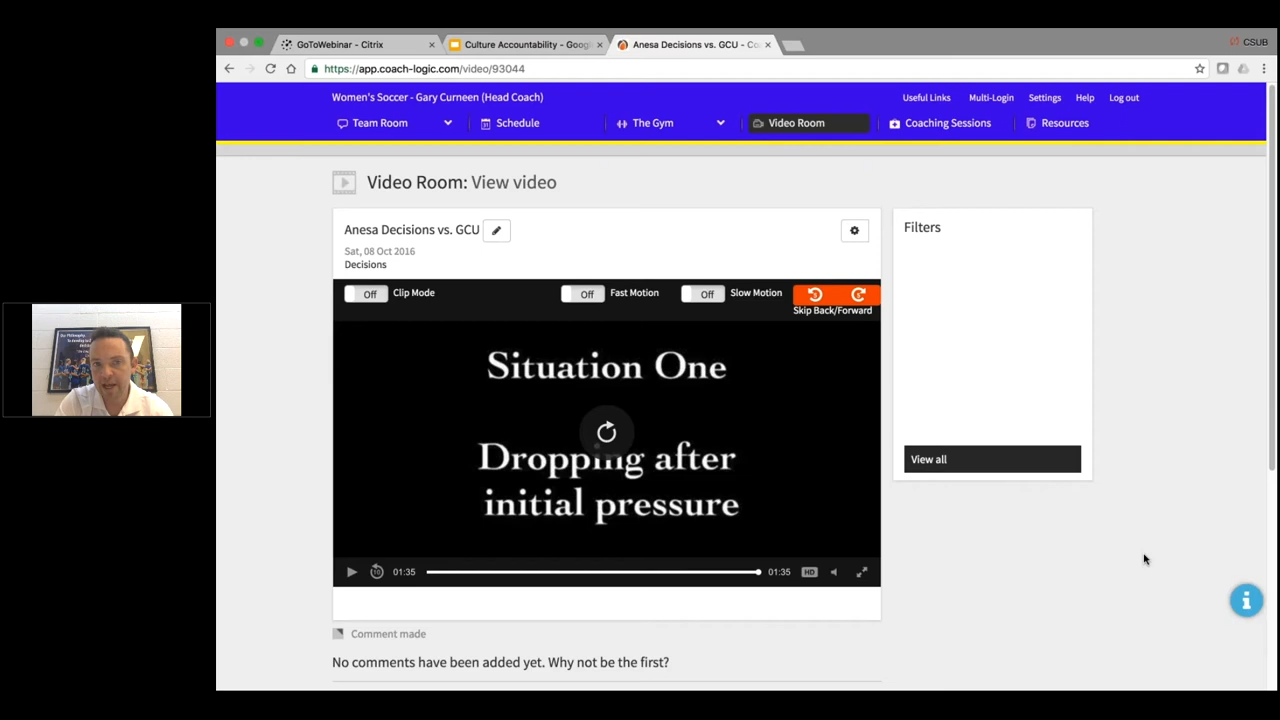 GoToWebinar - Citrix
Culture Accountability - Goog
Anesa Decisions vs. GCU - Co
CSUB
https://app.coach-logic.com/video/93044
Women's Soccer - Gary Curneen (Head Coach)
Useful Links
Multi-Login
Settings
Help
Log out
Team Room
Schedule
The Gym
Video Room
Coaching Sessions
Resources
Video Room: View video
Anesa Decisions vs. GCU
Sat, 08 Oct 2016
Decisions
Filters
Off
Clip Mode
Off
Fast Motion
Off
Slow Motion
Skip Back/Forward
Situation One
Dropping after
initial pressure
View all
10
01:35
01:35
HD
Comment made
No comments have been added yet. Why not be the first?